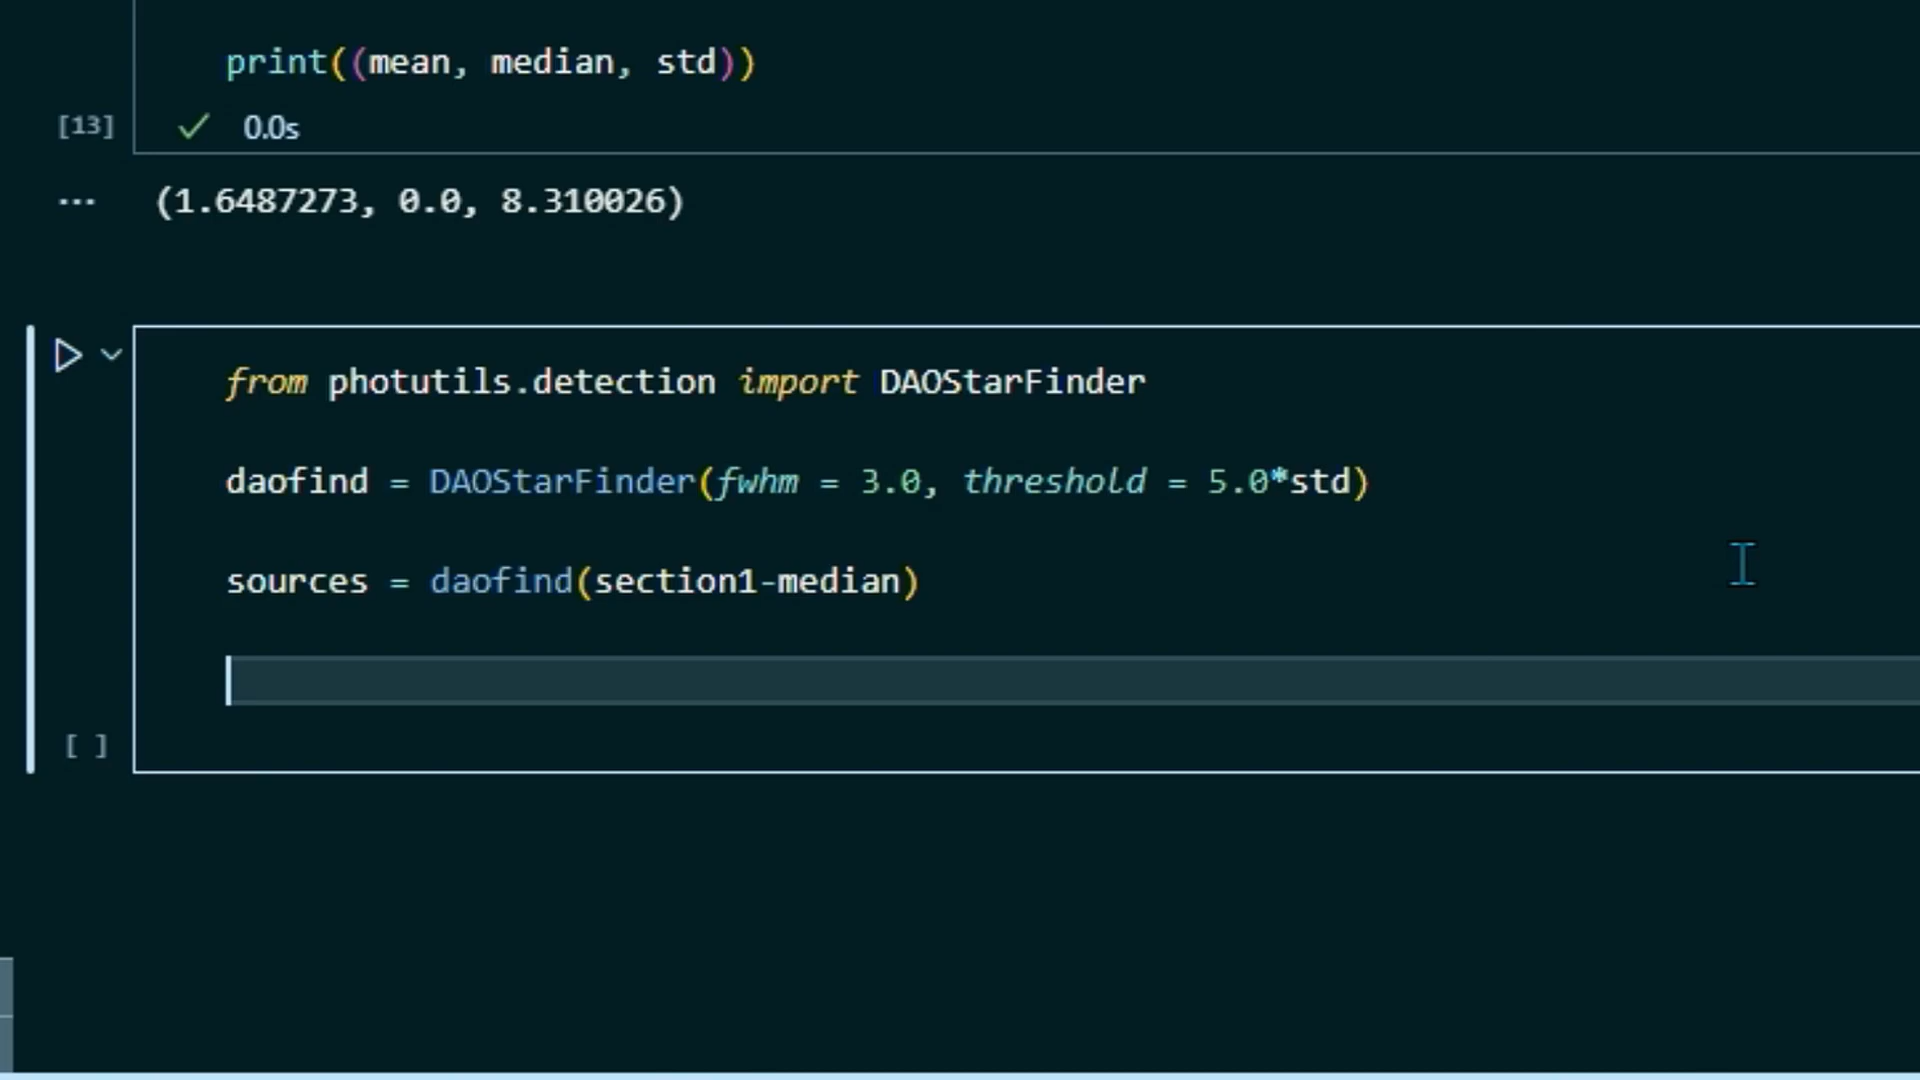 print((mean, median, std))
[13]
0.0s
(1.6487273, 0.0, 8.310026)
from photutils.detection import DAOStarFinder
daofind = DAOStarFinder(fwhm = 3.0, threshold = 5.0*std)
sources = daofind(section1-median)
[ ]